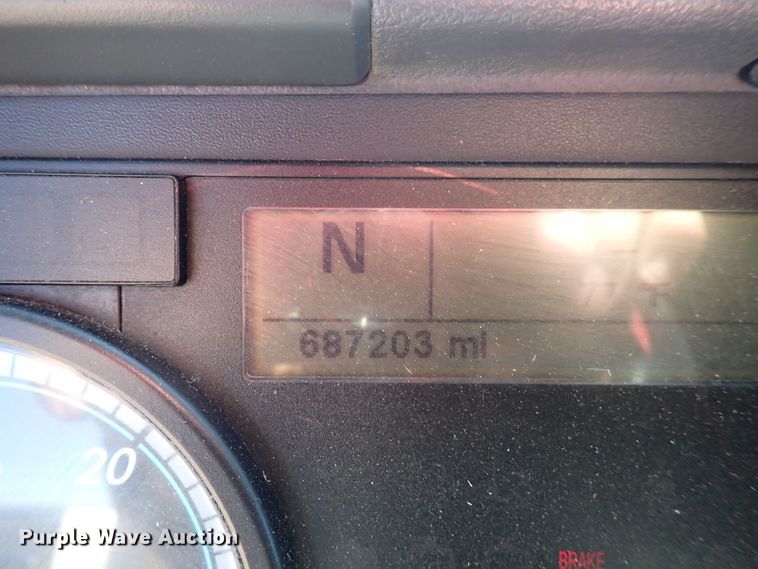 N
687203 mi
20
Purple Wave Auction
BRAKE